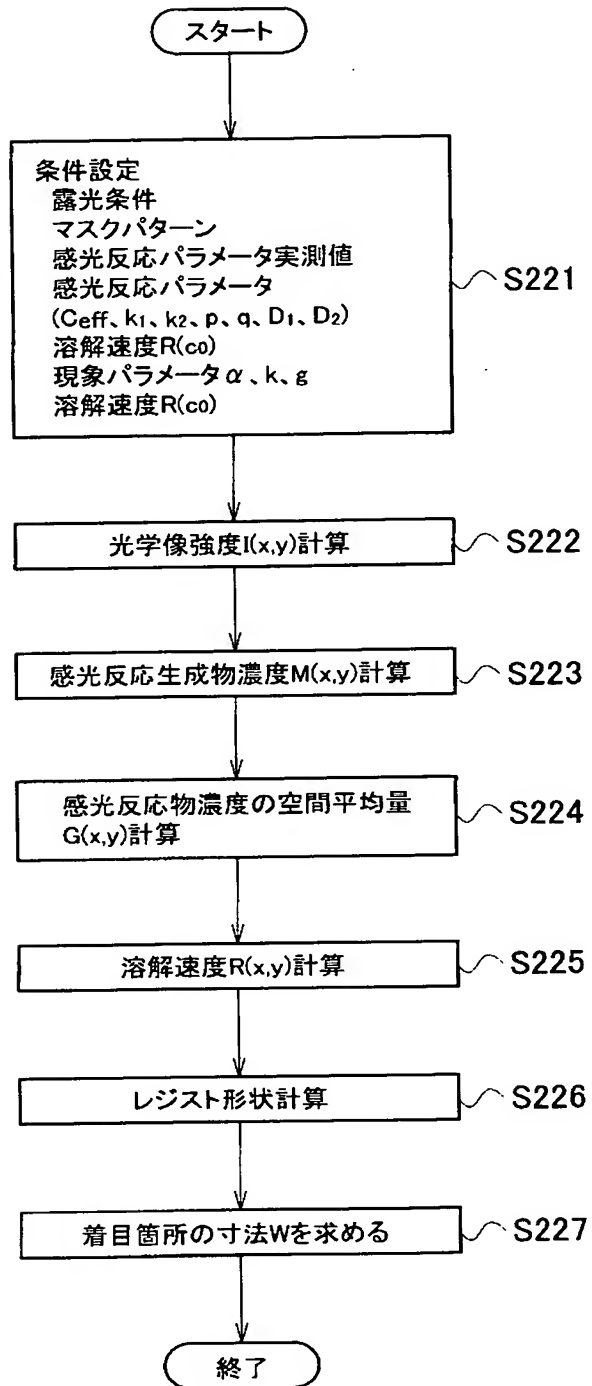 スタート
条件設定
露光条件
マスクパターン
感光反応パラメータ実測値
感光反応パラメータ
(Ceff、k1、k2、p、q、D1、D2)
溶解速度R(c0)
現象パラメータα、k、g
溶解速度R(c0)
S221
光学像強度I(x,y)計算
S222
感光反応生成物濃度M(x,y)計算
S223
感光反応物濃度の空間平均量
G(x,y)計算
S224
溶解速度R(x,y)計算
S225
レジスト形状計算
S226
着目箇所の寸法Wを求める
S227
終了